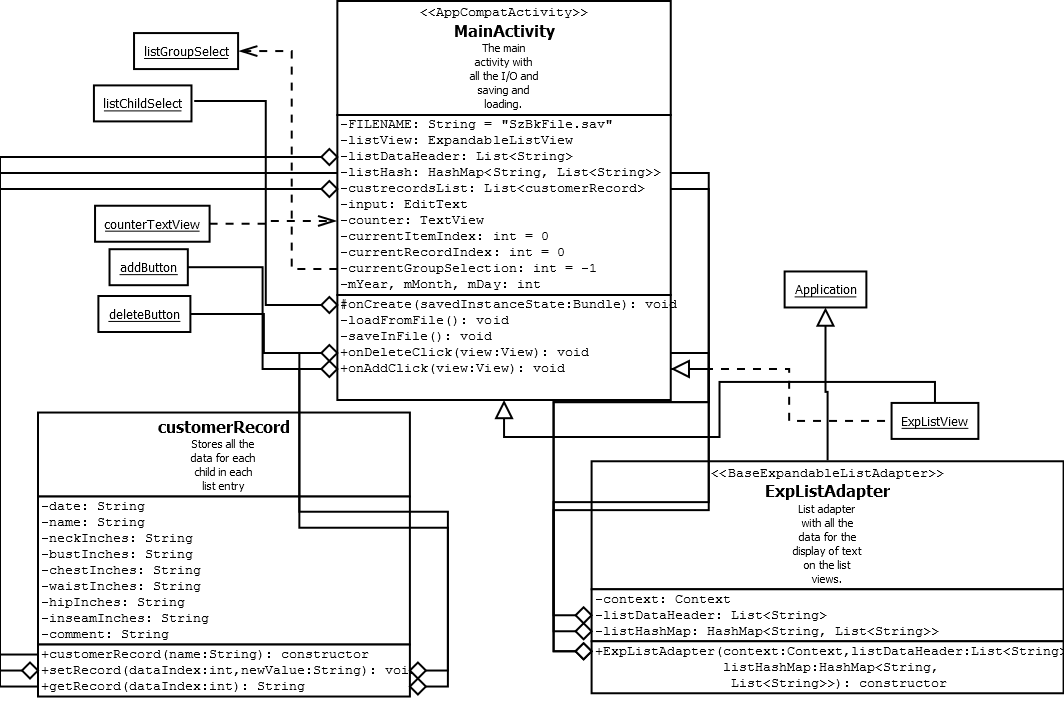 <<AppCompatActivity>>
MainActivity
The main
activity with
all the I/O and
saving and
loading.
-FILENAME: String = "SzBkFile.sav"
-listView: ExpandableListView
-listDataHeader: List<String>
-listHash: HashMap<String, List<String>>
-custrecordsList: List<customerRecord>
-input: EditText
-counter: TextView
-currentItemIndex: int = 0
-currentRecordIndex: int = 0
-currentGroupSelection: int = -1
-mYear, mMonth, mDay: int
#onCreate(savedInstanceState:Bundle): void
-loadFromFile(): void
-saveInFile(): void
+onDeleteClick(view:View): void
+onAddClick(view:View): void
listGroupSelect
listChildSelect
counterTextView
addButton
deleteButton
Application
ExpListView
customerRecord
Stores all the
data for each
child in each
list entry
-date: String
-name: String
-neckInches: String
-bustInches: String
-chestInches: String
-waistInches: String
-hipInches: String
-inseamInches: String
-comment: String
+customerRecord(name:String): constructor
+setRecord(dataIndex:int,newValue:String): voi
+getRecord(dataIndex:int): String
<<BaseExpandableListAdapter>>
ExpListAdapter
List adapter
with all the
data for the
display of text
on the list
views.
-context: Context
-listDataHeader: List<String>
-listHashMap: HashMap<String, List<String>>
+ExpListAdapter(context:Context,listDataHeader:List<String>
listHashMap:HashMap<String,
List<String>>): constructor